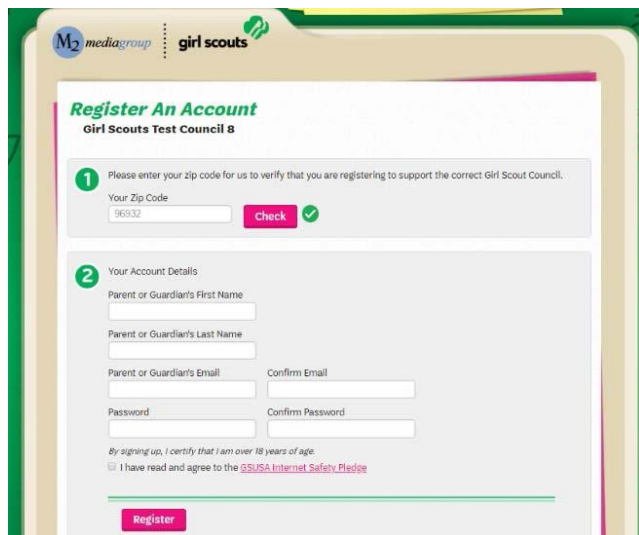 M2 mediagroup girl scouts
Register An Account
Girl Scouts Test Council 8
1 Please enter your zip code for us to verify that you are registering to support the correct Girl Scout Council.
Your Zip Code
96932 Check
2 Your Account Details
Parent or Guardian's First Name
Parent or Guardian's Last Name
Parent or Guardian's Email Confirm Email
Password Confirm Password
By signing up, I certify that I am over 18 years of age.
I have read and agree to the GSUSA Internet Safety Pledge
Register